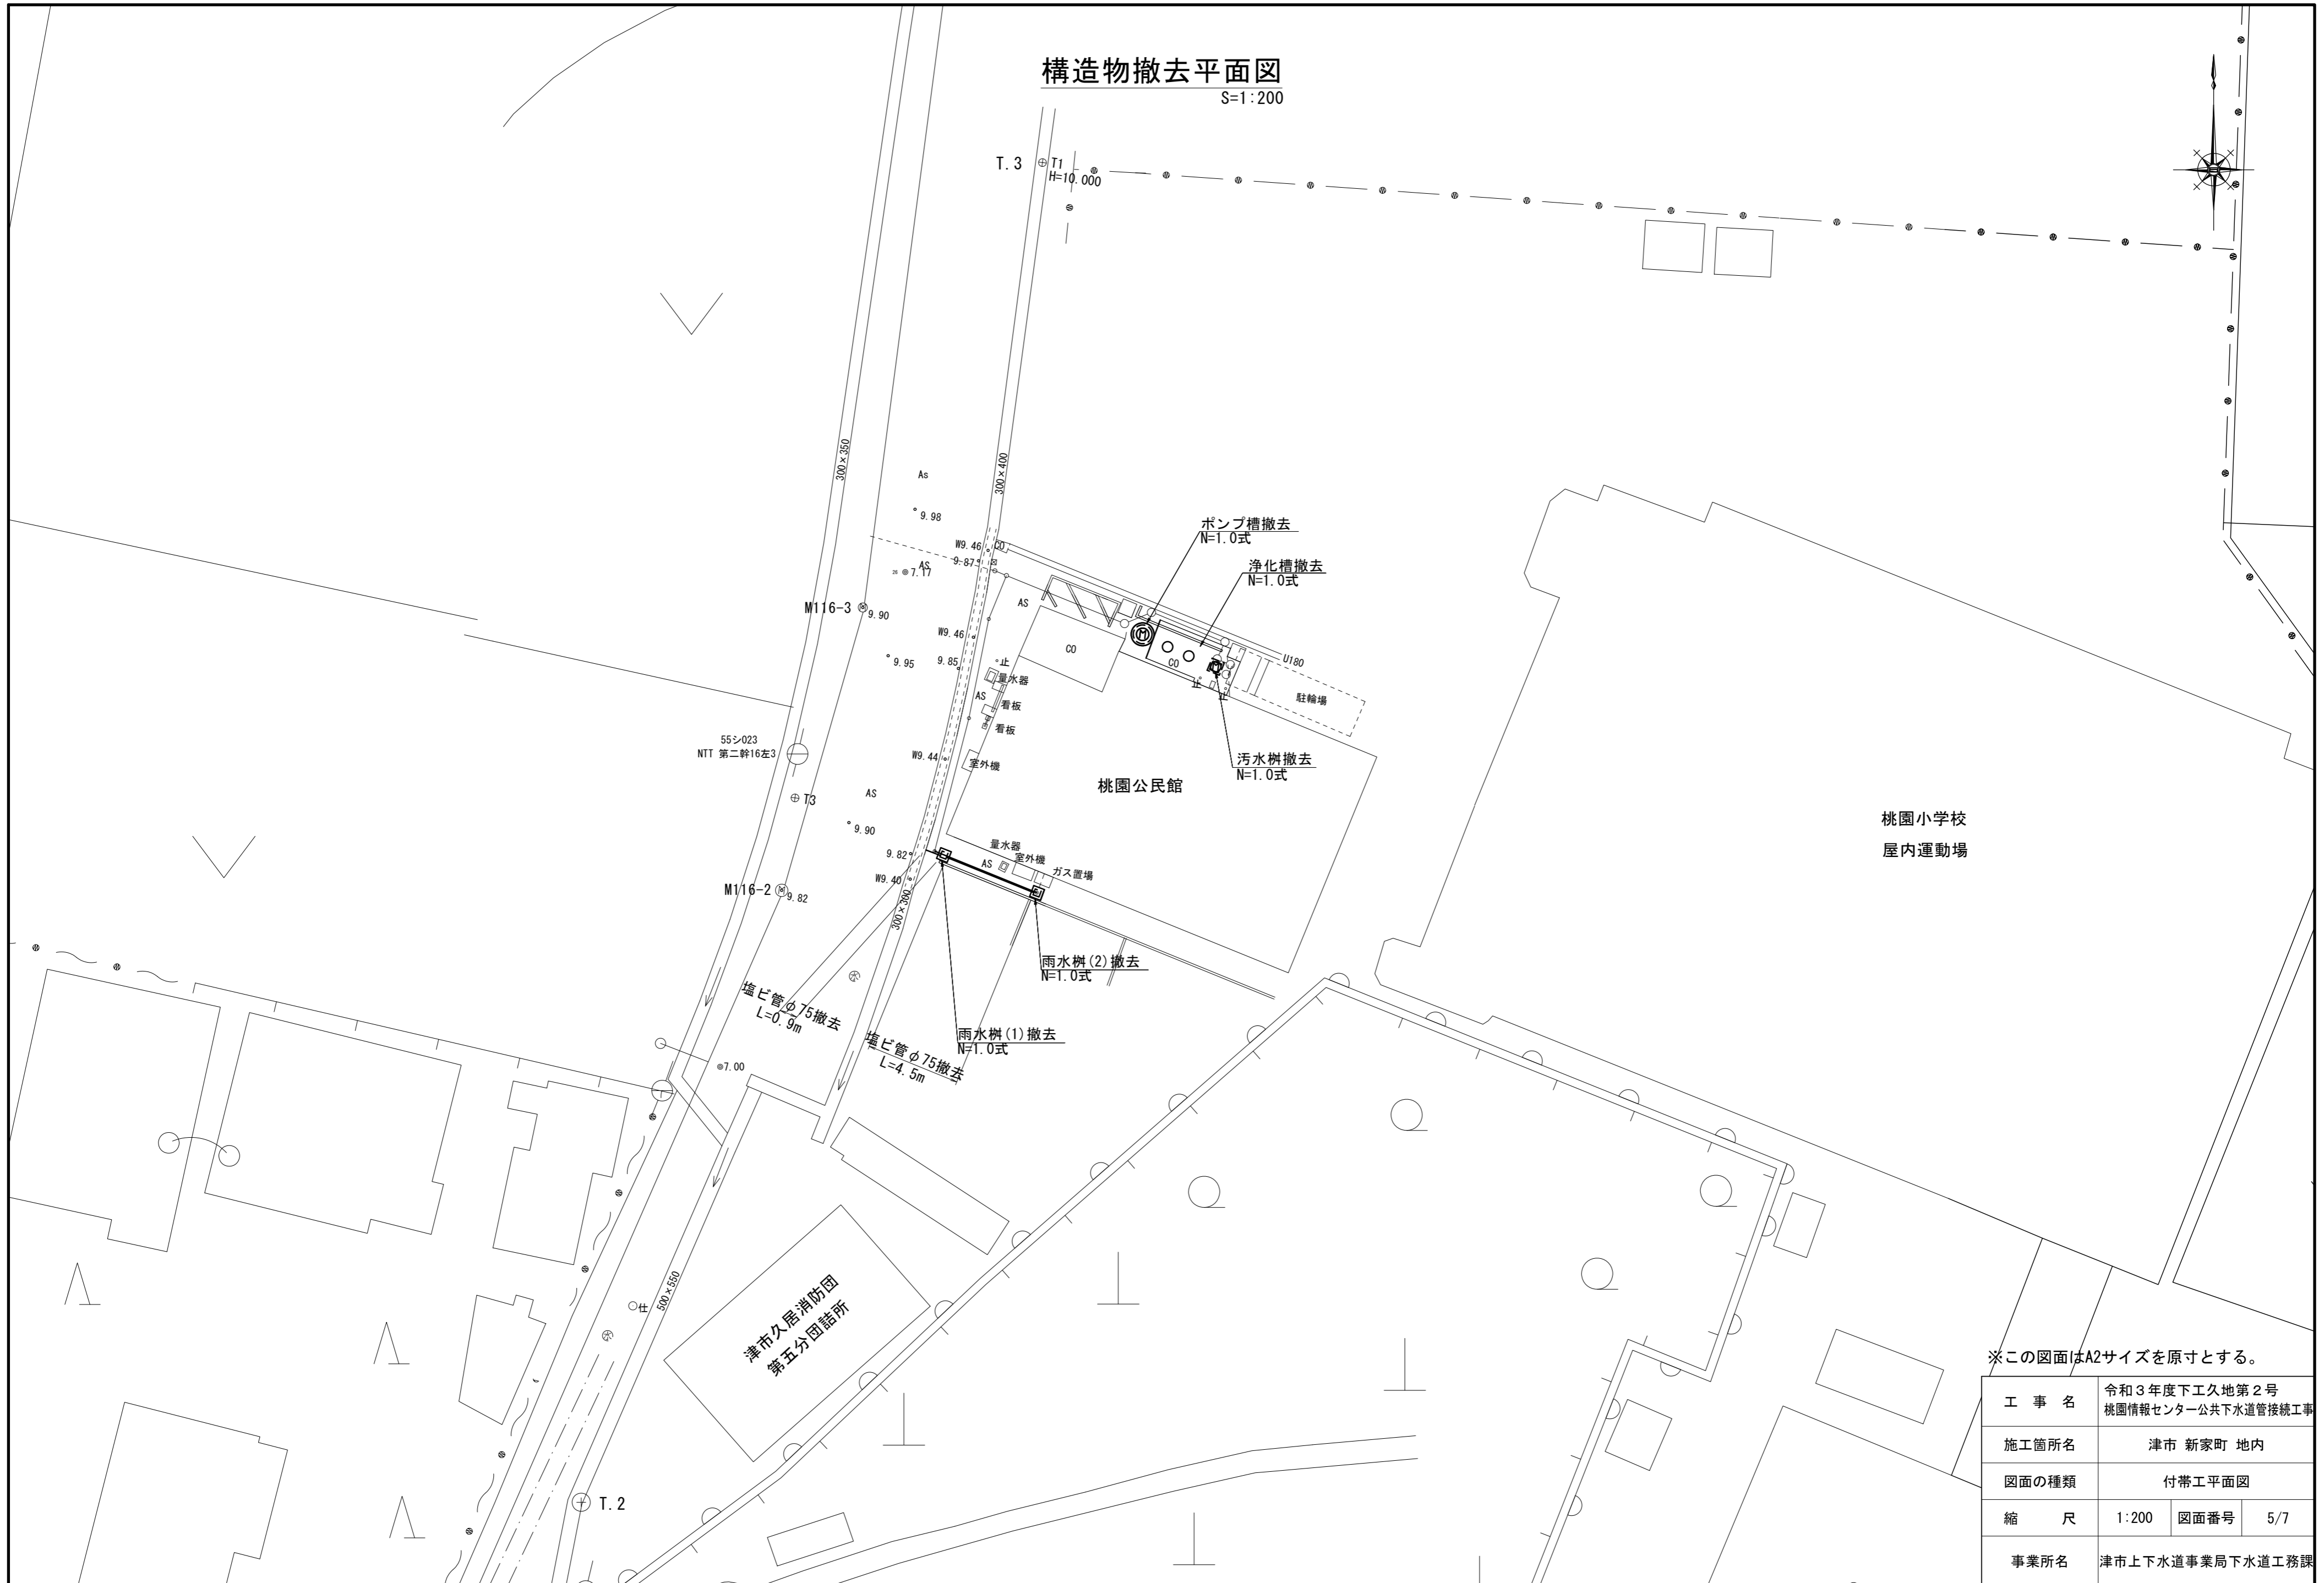 構造物撤去平面図
S=1:200
T.3
T1
H=10.000
300×350
300×400
As
9.98
W9.46
CO
9.87
AS
7.17
M116-3
9.90
AS
W9.46
9.95
9.85
止
量水器
AS
看板
看板
CO
CO
ポンプ槽撤去
N=1.0式
浄化槽撤去
N=1.0式
U180
止
止
駐輪場
汚水桝撤去
N=1.0式
55シ023
NTT 第二幹16左3
W9.44
室外機
桃園公民館
T3
AS
9.90
桃園小学校
屋内運動場
9.82
量水器
室外機
AS
ガス置場
W9.40
M116-2
9.82
300×300
雨水桝(2)撤去
N=1.0式
塩ビ管φ75撤去
L=0.9m
雨水桝(1)撤去
N=1.0式
塩ビ管φ75撤去
L=4.5m
7.00
500×550
仕
津市久居消防団
第五分団詰所
T.2
※この図面はA2サイズを原寸とする。
工 事 名
令和3年度下工久地第2号
桃園情報センター公共下水道管接続工事
施工箇所名
津市 新家町 地内
図面の種類
付帯工平面図
縮 尺
1:200
図面番号
5/7
事業所名
津市上下水道事業局下水道工務課